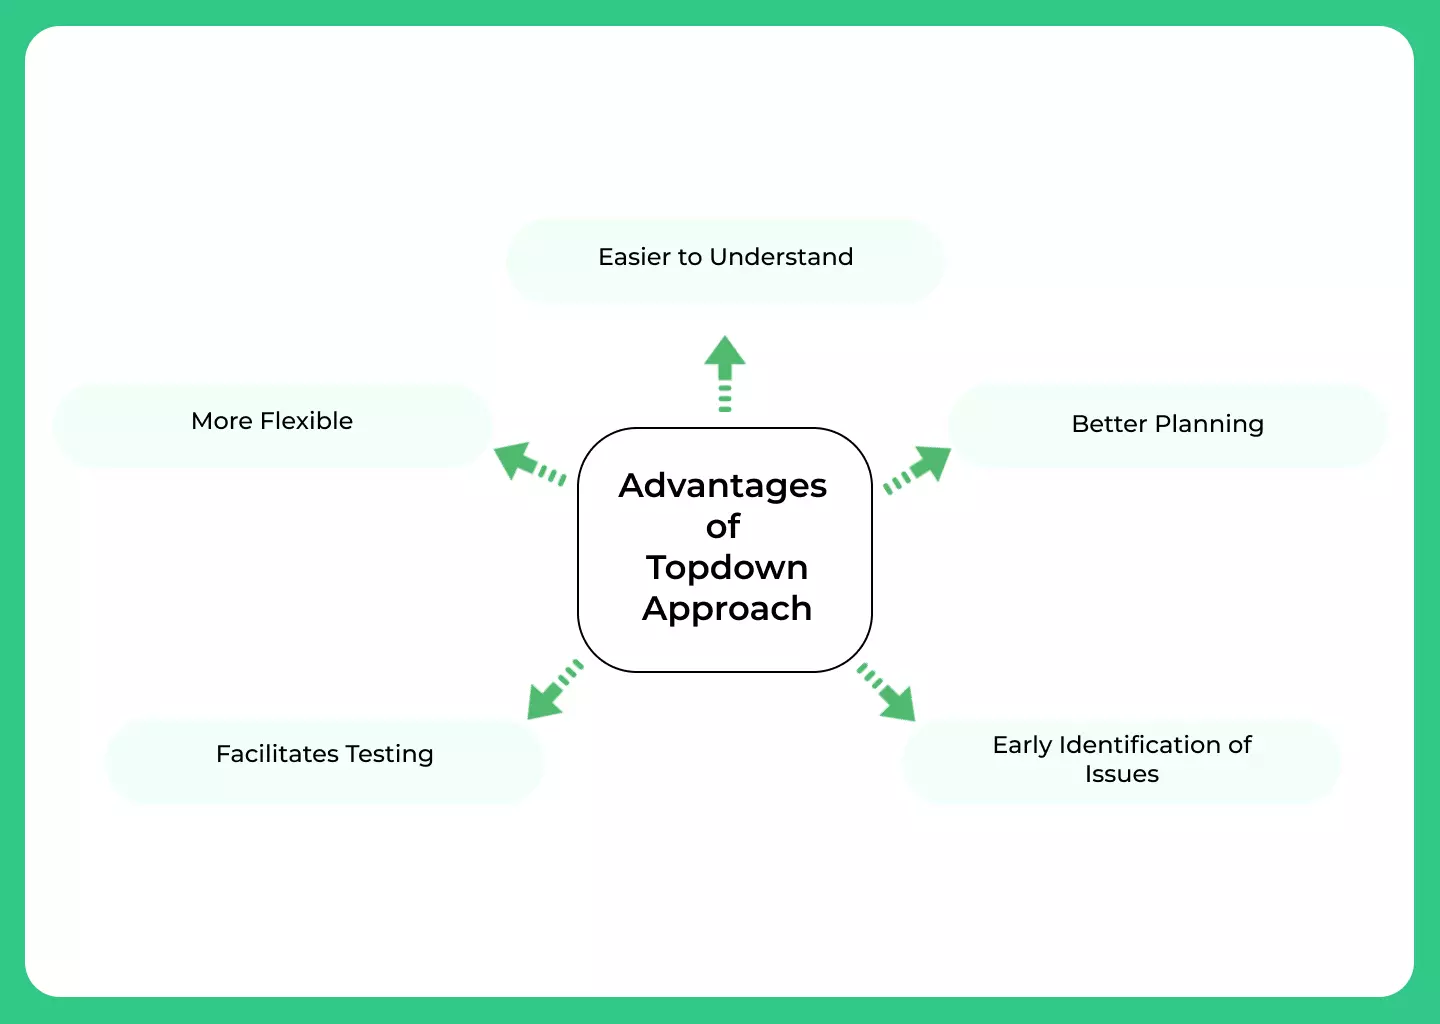 Easier to Understand
More Flexible
Better Planning
Advantages
of
Topdown
Approach
Facilitates Testing
Early Identification of
Issues